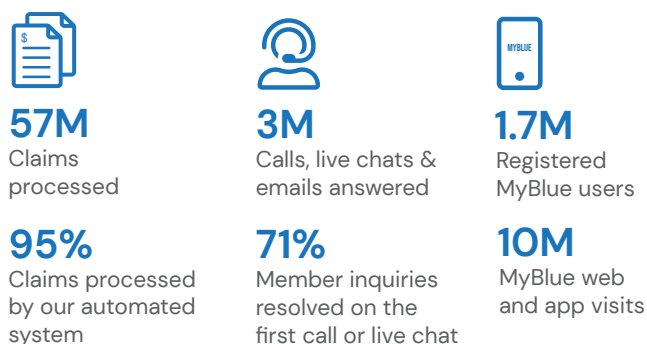 $
MYBLUE
57M
Claims
processed
3M
Calls, live chats &
emails answered
1.7M
Registered
MyBlue users
95%
Claims processed
by our automated
system
71%
Member inquiries
resolved on the
first call or live chat
10M
MyBlue web
and app visits